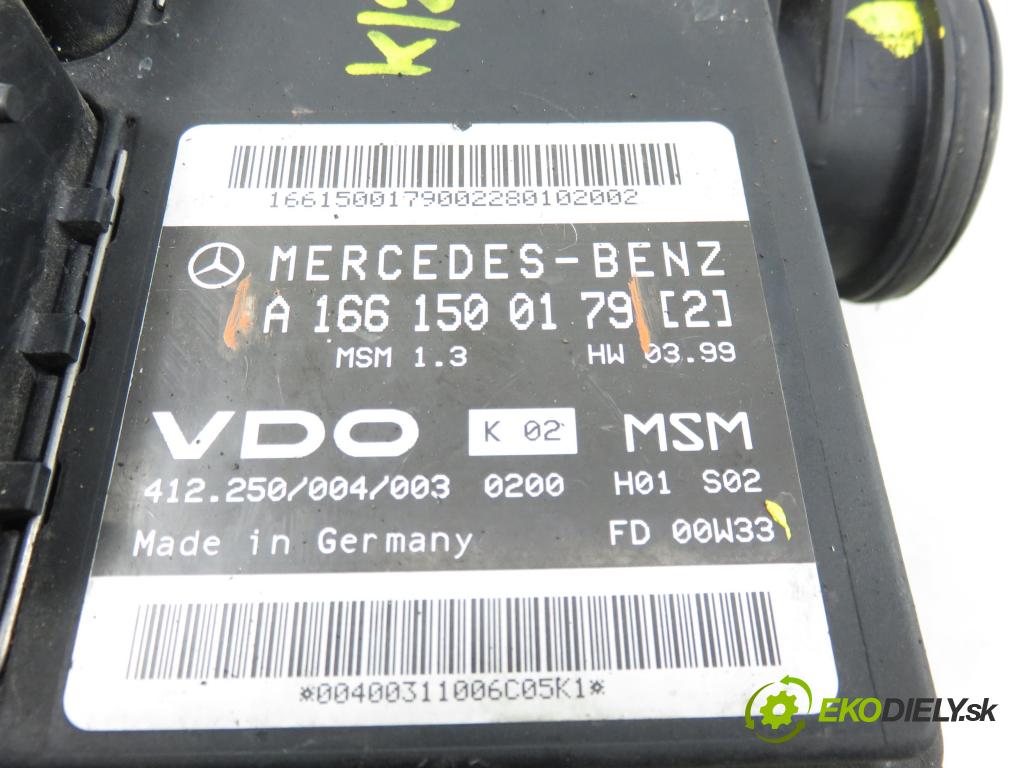 1661500179002280102002
MERCEDES-BENZ
A 166 150 01 79 [2]
MSM 1.3 HW 03.99
VDO K 02 MSM
412.250/004/003 0200 H01 S02
Made in Germany FD 00W33
*00400311006C05K1*
EKODIELY.sk